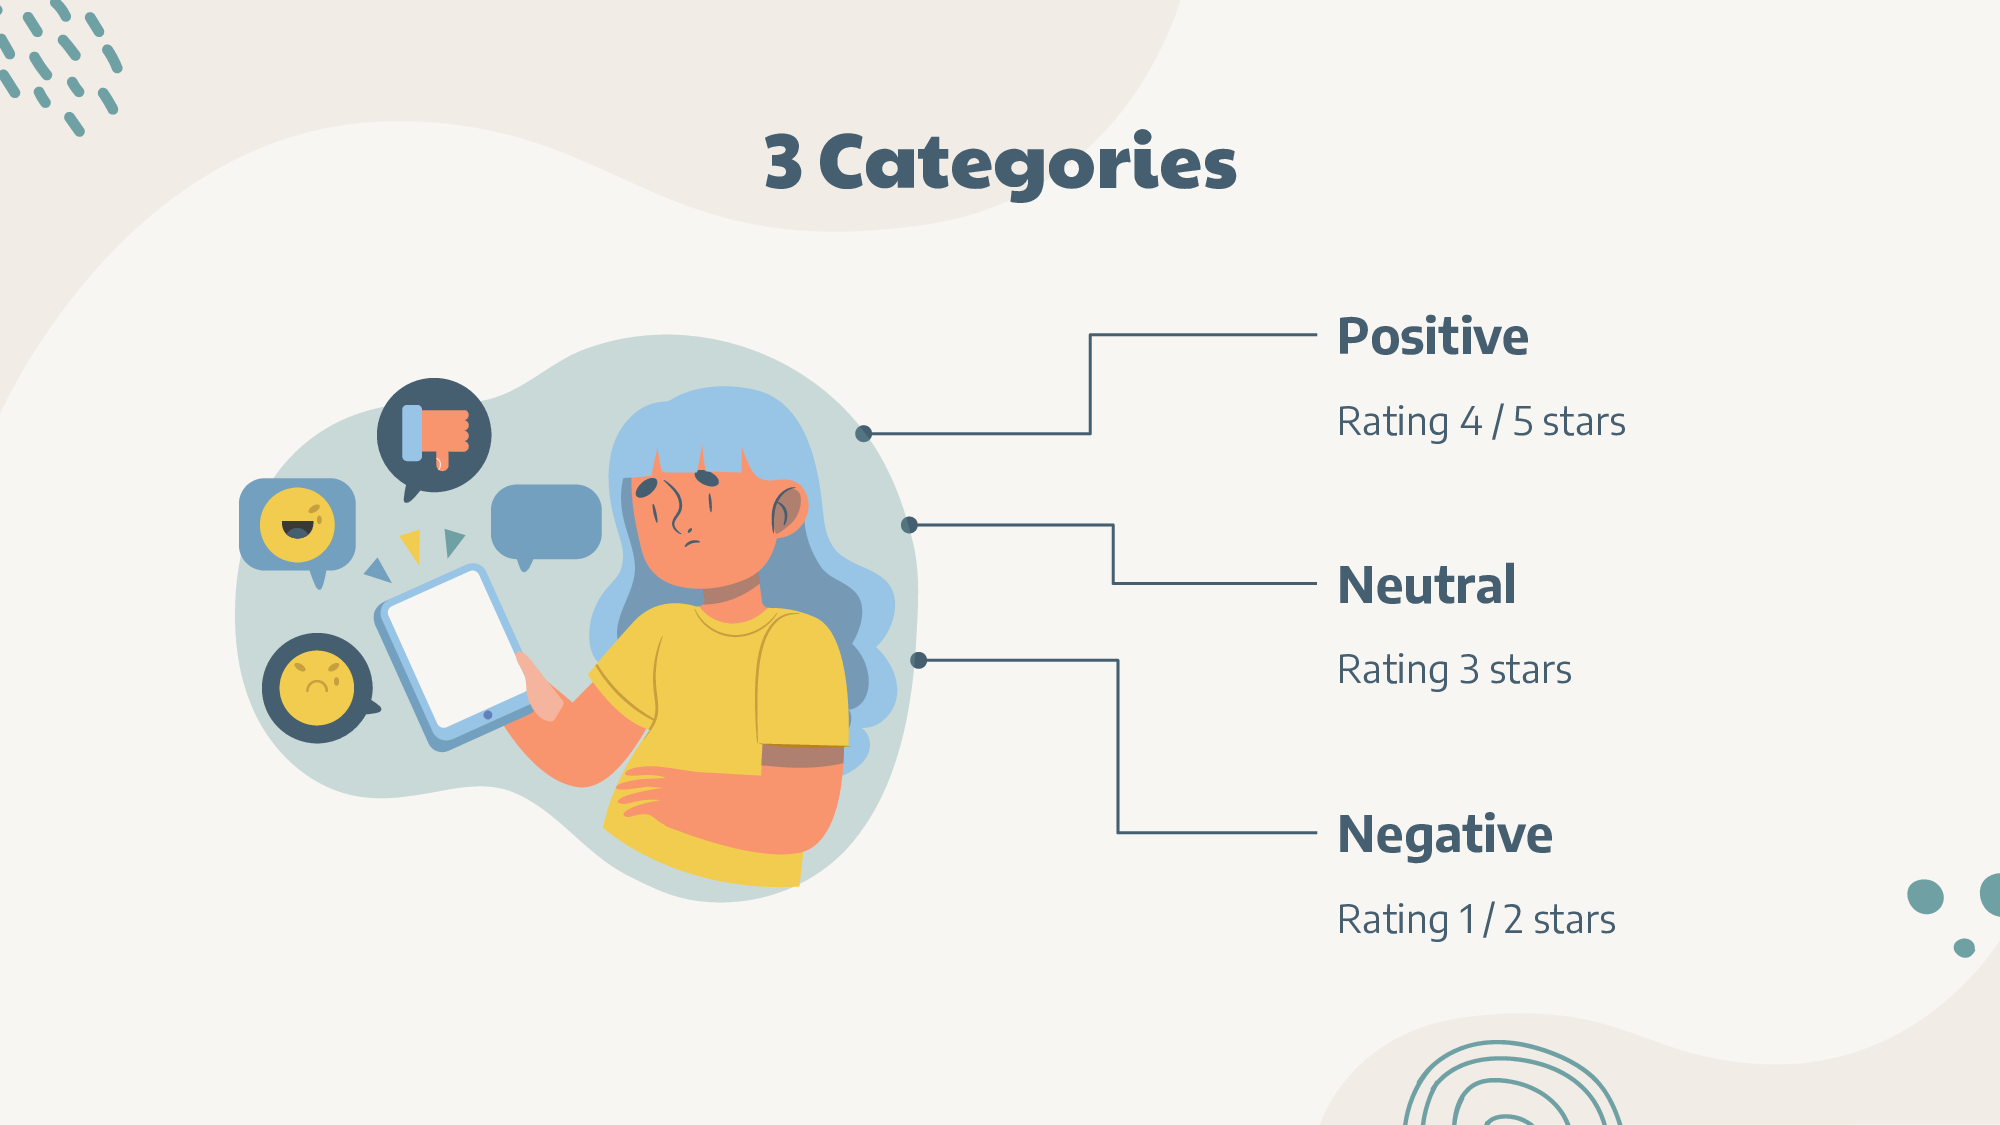 3 Categories
Positive
Rating 4 / 5 stars
Neutral
Rating 3 stars
Negative
Rating 1 / 2 stars